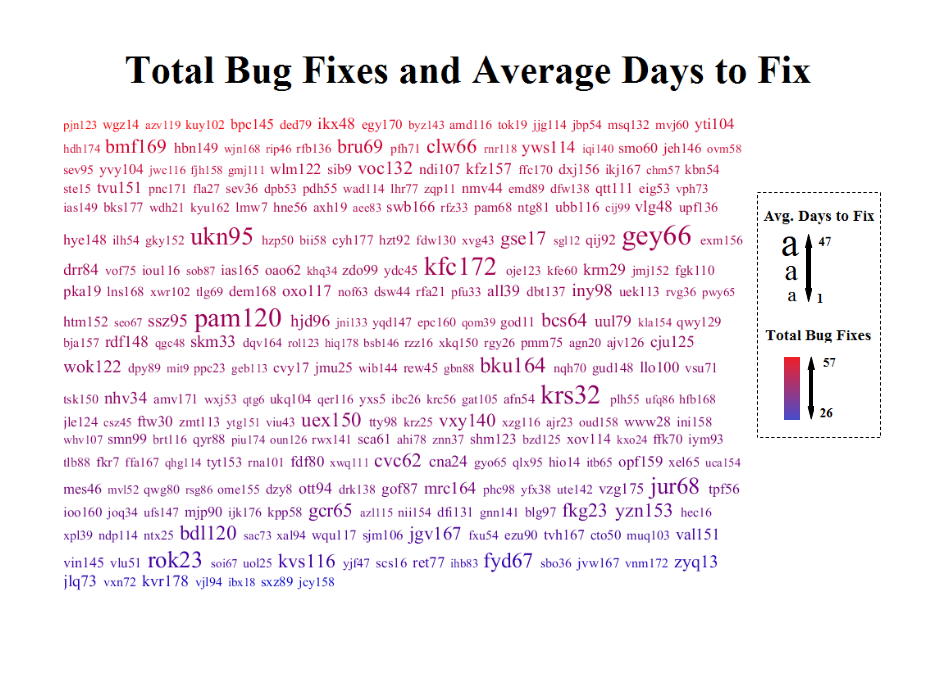 Total Bug Fixes and Average Days to Fix
pjn123 wgz14 azv119 kuy102 bpc145 ded79 ikx48 egy170 byz143 amd116 tok19 jjg114 jbp54 msq132 mvj60 yti104
hdh174 bmf169 hbn149 wjn168 rip46 rfb136 bru69 pfh71 clw66 rnr118 yws114 iqi140 smo60 jeh146 ovm58
sev95 yvy104 jwc116 fjh158 gmj111 wlm122 sib9 voc132 ndi107 kfz157 ffc170 dxj156 ikj167 chm57 kbn54
ste15 tvu151 pnc171 fla27 sev36 dpb53 pdh55 wad114 lhr77 zqp11 nmv44 emd89 dfw138 qtt111 eig53 vph73
ias149 bks177 wdh21 kyu162 lmw7 hne56 axh19 aee83 swb166 rfz33 pam68 ntg81 ubb116 cij99 vlg48 upf136
hye148 ilh54 gky152 ukn95 hzp50 bii58 cyh177 hzt92 fdw130 xvg43 gse17 sgl12 qij92 gey66 exm156
drr84 vof75 iou116 sob87 ias165 oao62 khq34 zdo99 ydc45 kfc172 oje123 kfe60 krm29 jmj152 fgk110
pka19 lns168 xwr102 tlg69 dem168 oxo117 nof63 dsw44 rfa21 pfu33 all39 dbt137 iny98 uek113 rvg36 pwy65
htm152 seo67 ssz95 pam120 hjd96 jni133 yqd147 epc160 qom39 god11 bcs64 uul79 kla154 qwy129
bja157 rdf148 qgc48 skm33 dqv164 rol123 hiq178 bsb146 rzz16 xkq150 rgy26 pmm75 agn20 ajv126 cju125
wok122 dpy89 mit9 ppc23 geb113 cvy17 jmu25 wib144 rew45 gbn88 bku164 nqh70 gud148 llo100 vsu71
tsk150 nhv34 amv171 wxj53 qtg6 ukq104 qer116 yxs5 ibc26 krc56 gat105 afn54 krs32 plh55 ufq86 hfb168
jle124 csz45 ftw30 zmt113 ytg151 viu43 uex150 tty98 krz25 vxy140 xzg116 ajr23 oud158 www28 ini158
whv107 smn99 brt116 qyr88 piu174 oun126 rwx141 sca61 ahi78 znn37 shm123 bzd125 xov114 kxo24 ffk70 iym93
tlb88 fkr7 ffa167 qhg114 tyt153 rna101 fdf80 xwq111 cvc62 cna24 gyo65 qlx95 hio14 itb65 opf159 xel65 uca154
mes46 mvl52 qwg80 rsg86 ome155 dzy8 ott94 drk138 gof87 mrc164 phc98 yfx38 ute142 vzg175 jur68 tpf56
ioo160 joq34 ufs147 mjp90 ijk176 kpp58 gcr65 azl115 nil154 dfi131 gnn141 blg97 fkg23 yzn153 hec16
xpl39 ndp114 ntx25 bdl120 sac73 xal94 wqu117 sjm106 jgv167 fxu54 ezu90 tvh167 cto50 muq103 val151
vin145 vlu51 rok23 soi67 uol25 kvs116 yjf47 scs16 ret77 ihb83 fyd67 sbo36 jvw167 vnm172 zyq13
jlq73 vxn72 kvr178 vjl94 ibx18 sxz89 jcy158
Avg. Days to Fix
a 47
a
a 1
Total Bug Fixes
57
26